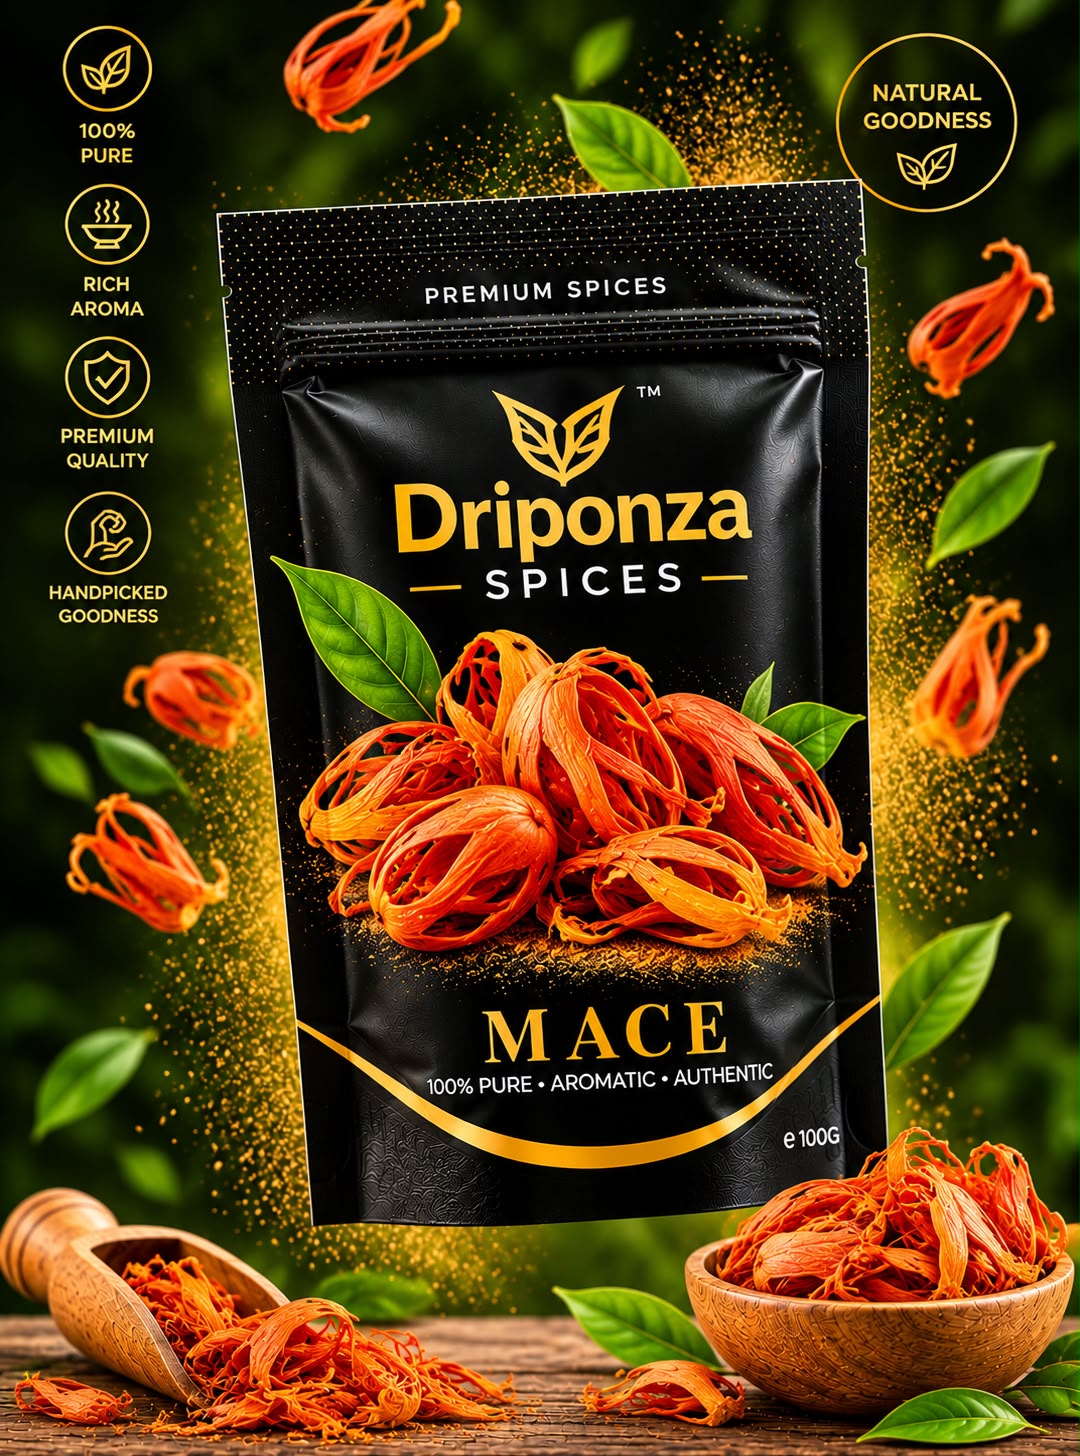 100%
PURE
RICH
AROMA
PREMIUM
QUALITY
HANDPICKED
GOODNESS
NATURAL
GOODNESS
PREMIUM SPICES
TM
Driponza
SPICES
MACE
100% PURE • AROMATIC • AUTHENTIC
e 100G